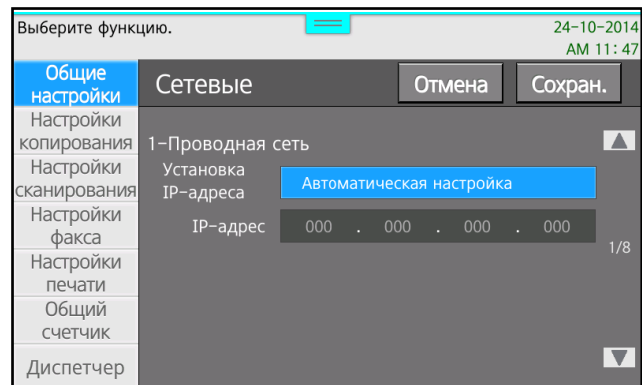 Выберите функцию.
24-10-2014
AM 11:47
Общие
настройки
Сетевые
Отмена
Сохран.
Настройки
копирования
Настройки
сканирования
Настройки
факса
Настройки
печати
Общий
счетчик
Диспетчер
1-Проводная сеть
Установка
IP-адреса
Автоматическая настройка
IP-адрес
000 . 000 . 000 . 000
1/8